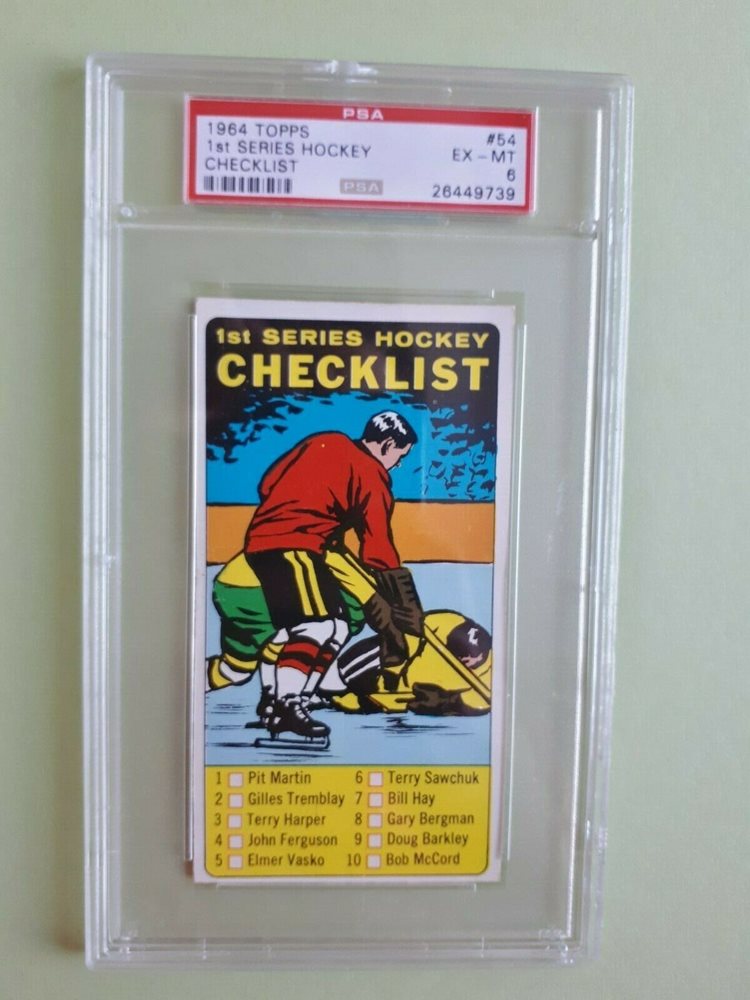 PSA
1964 TOPPS #54
1st SERIES HOCKEY EX - MT
CHECKLIST 6
PSA 26449739
1st SERIES HOCKEY
CHECKLIST
1 Pit Martin 6 Terry Sawchuk
2 Gilles Tremblay 7 Bill Hay
3 Terry Harper 8 Gary Bergman
4 John Ferguson 9 Doug Barkley
5 Elmer Vasko 10 Bob McCord